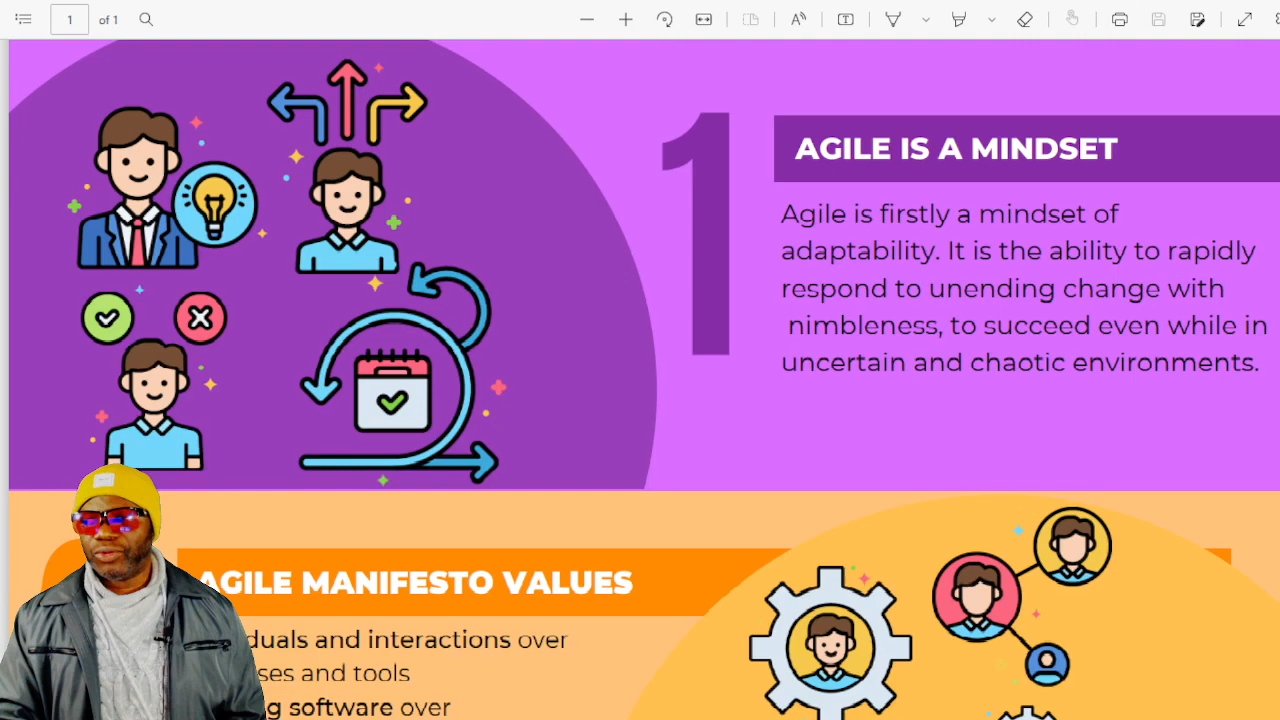 1 of 1
1
AGILE IS A MINDSET
Agile is firstly a mindset of
adaptability. It is the ability to rapidly
respond to unending change with
nimbleness, to succeed even while in
uncertain and chaotic environments.
AGILE MANIFESTO VALUES
duals and interactions over
ses and tools
g software over